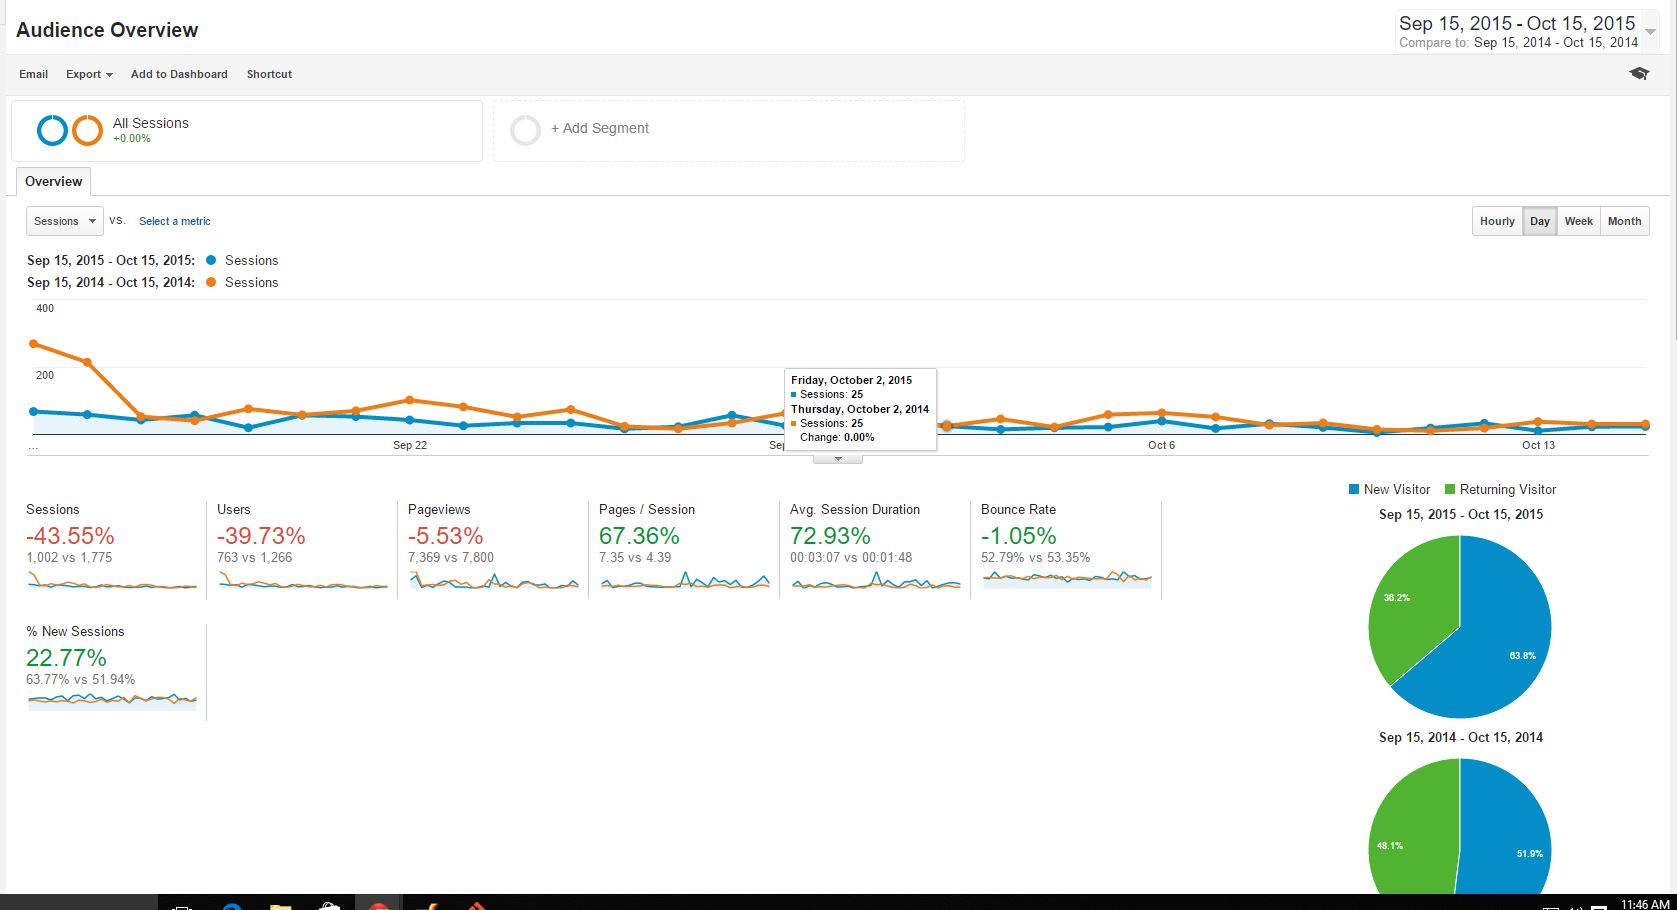 Audience Overview
Sep 15, 2015 - Oct 15, 2015
Compare to: Sep 15, 2014 - Oct 15, 2014
Email Export Add to Dashboard Shortcut
All Sessions
+0.00%
+ Add Segment
Overview
Sessions VS. Select a metric
Hourly Day Week Month
Sep 15, 2015 - Oct 15, 2015: Sessions
Sep 15, 2014 - Oct 15, 2014: Sessions
400
200
Friday, October 2, 2015
Sessions: 25
Thursday, October 2, 2014
Sessions: 25
Change: 0.00%
... Sep 22 Oct 6 Oct 13
Sessions
-43.55%
1,002 vs 1,775
Users
-39.73%
763 vs 1,266
Pageviews
-5.53%
7,369 vs 7,800
Pages / Session
67.36%
7.35 vs 4.39
Avg. Session Duration
72.93%
00:03:07 vs 00:01:48
Bounce Rate
-1.05%
52.79% vs 53.35%
% New Sessions
22.77%
63.77% vs 51.94%
New Visitor Returning Visitor
Sep 15, 2015 - Oct 15, 2015
36.2%
63.8%
Sep 15, 2014 - Oct 15, 2014
48.1%
51.9%
11:46 AM